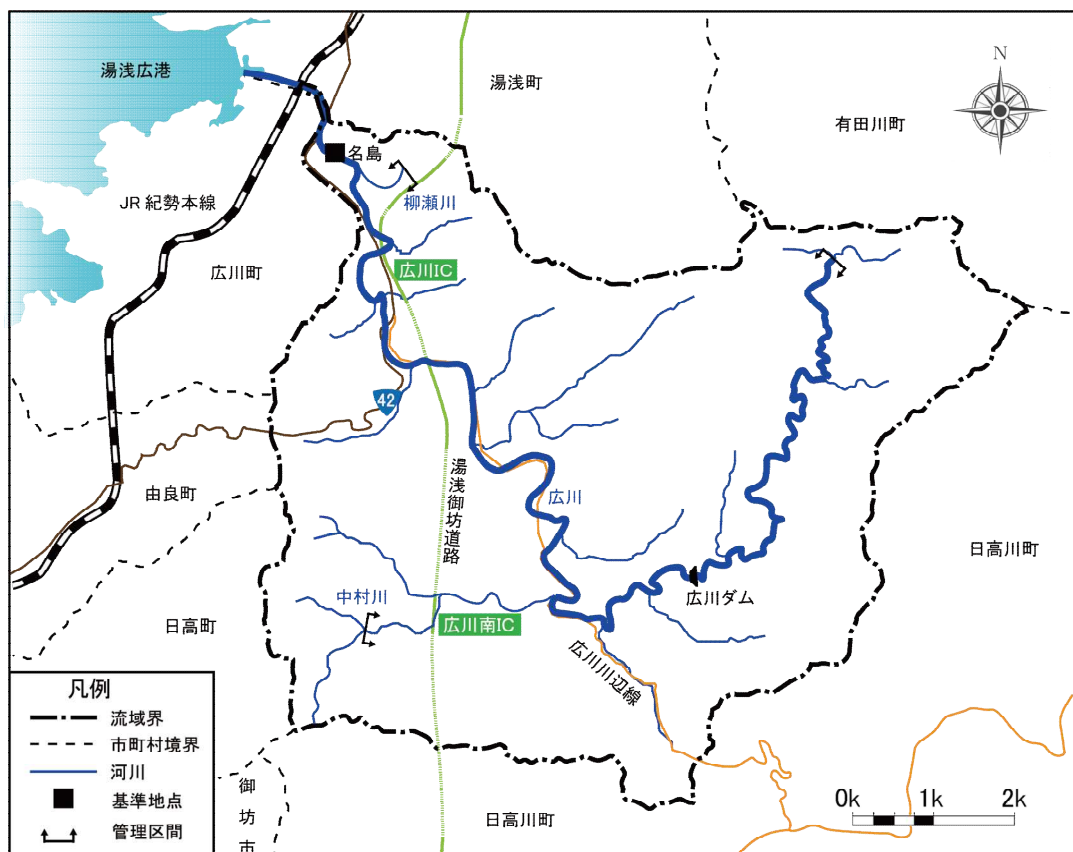 湯浅広港
湯浅町
N
有田川町
名島
JR紀勢本線
柳瀬川
広川町
広川IC
42
湯浅御坊道路
広川
由良町
日高川町
中村川
広川ダム
日高町
広川南IC
広川川辺線
凡例
流域界
市町村境界
河川
基準地点
管理区間
御坊市
日高川町
0k 1k 2k